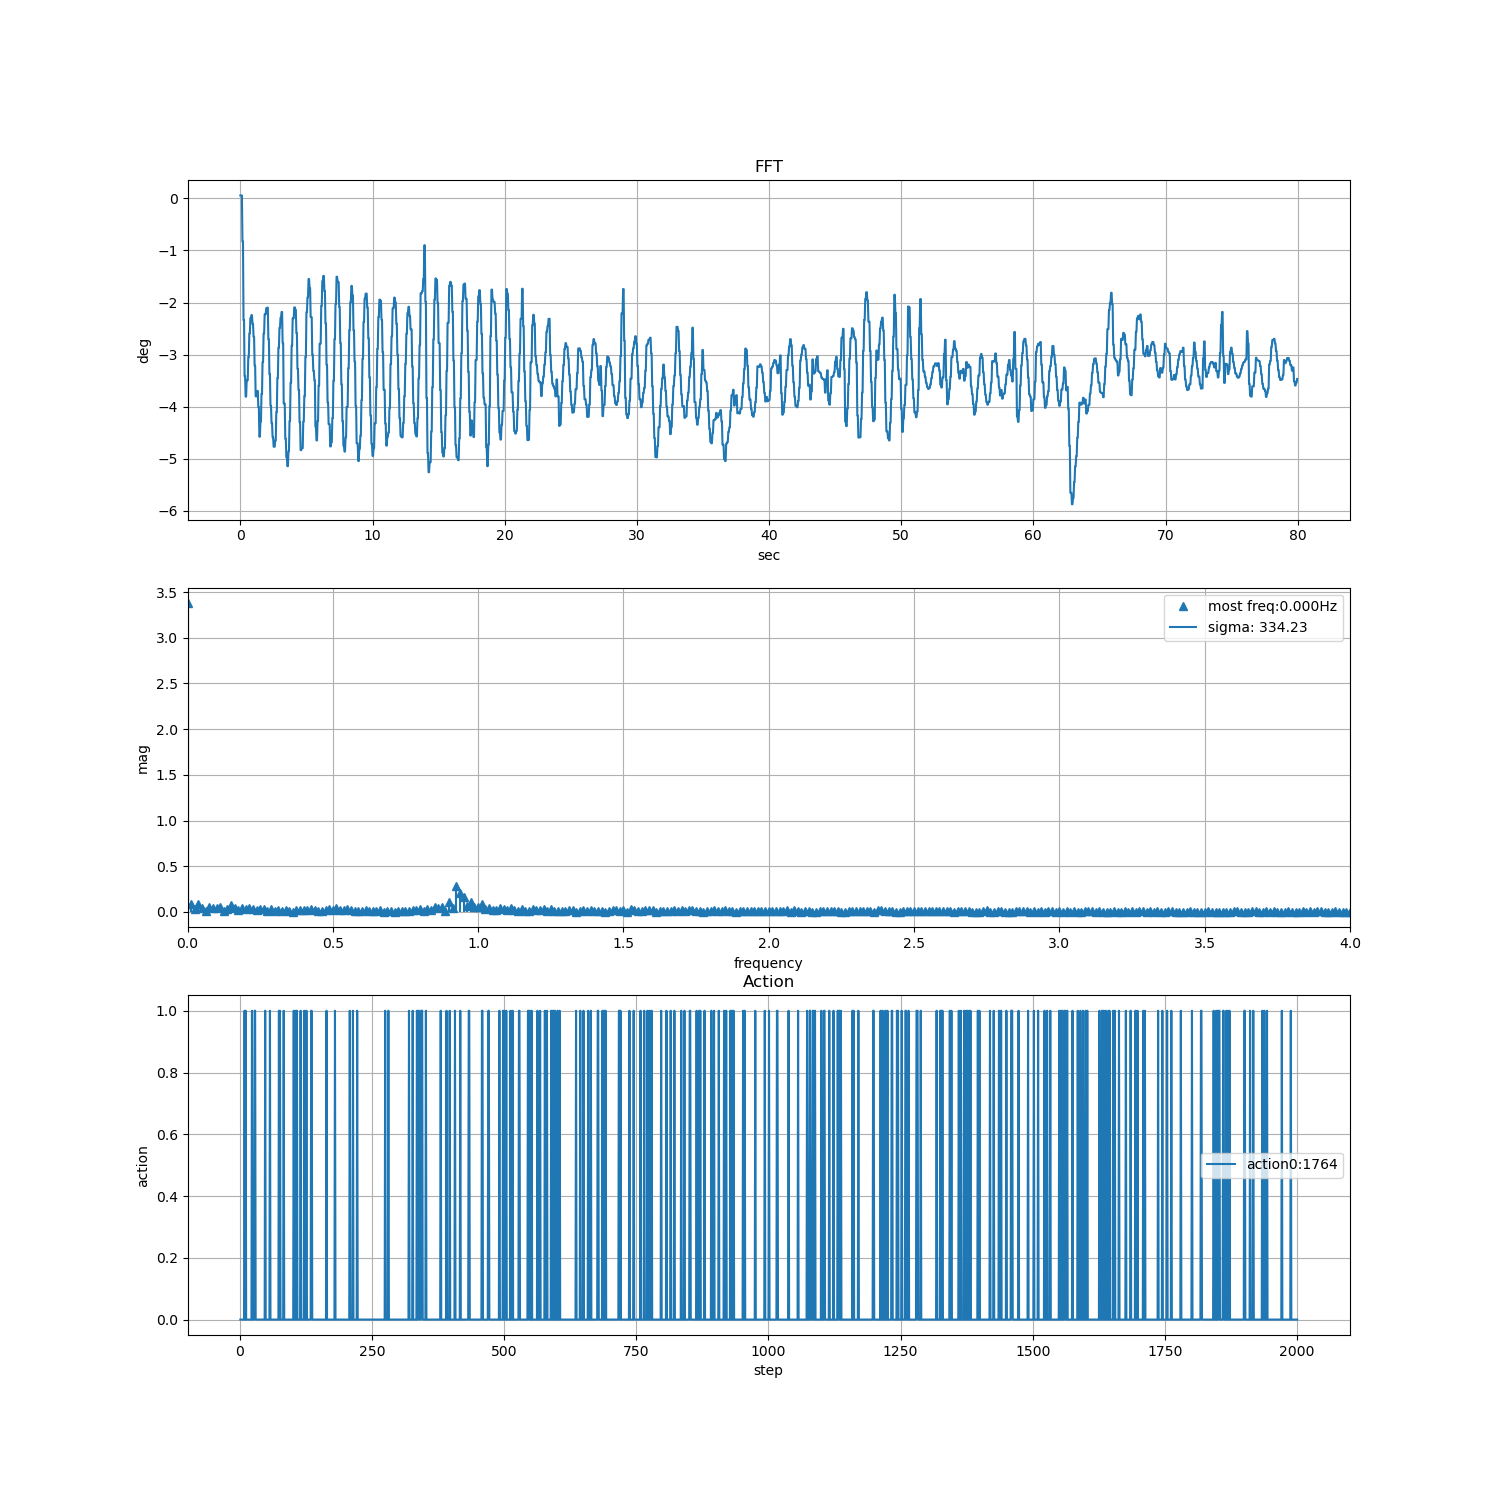 FFT
0
−1
−2
−3
−4
−5
−6
deg
0 10 20 30 40 50 60 70 80
sec
3.5
3.0
2.5
2.0
1.5
1.0
0.5
0.0
mag
most freq:0.000Hz
sigma: 334.23
0.0 0.5 1.0 1.5 2.0 2.5 3.0 3.5 4.0
frequency
Action
1.0
0.8
0.6
0.4
0.2
0.0
action
action0:1764
0 250 500 750 1000 1250 1500 1750 2000
step